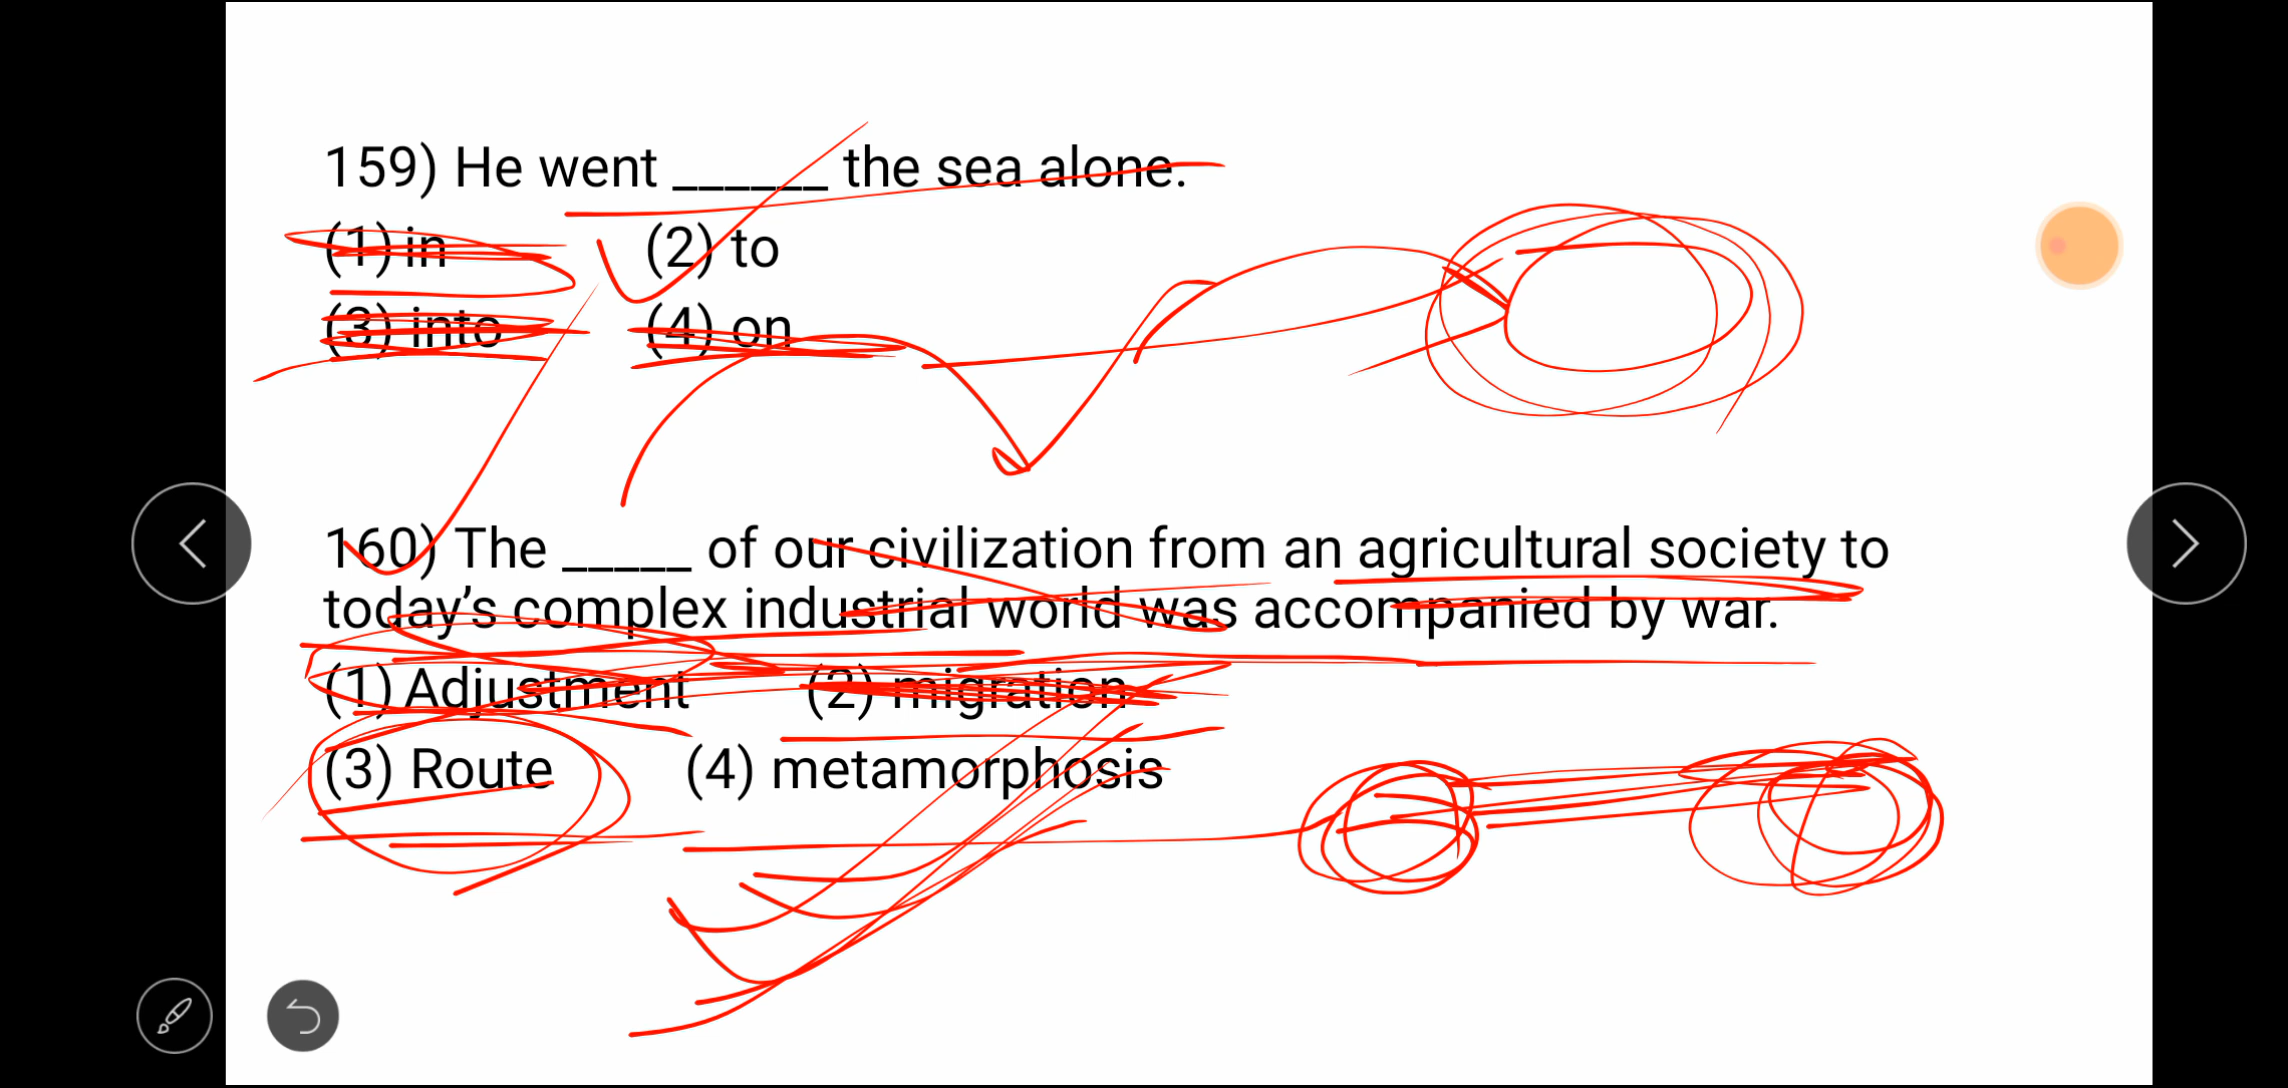 159) He went ______ the sea alone.
(1) in (2) to
(3) into (4) on
160) The _____ of our civilization from an agricultural society to
today’s complex industrial world was accompanied by war.
(1) Adjustment (2) migration
(3) Route (4) metamorphosis